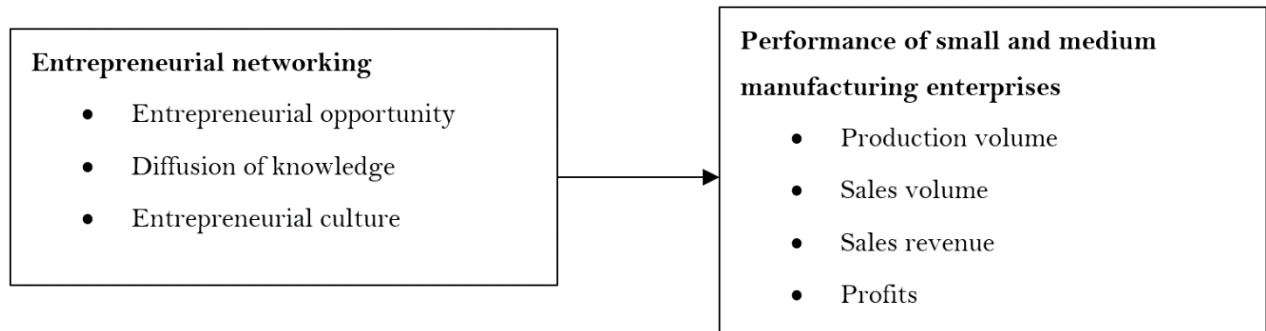 Entrepreneurial networking
• Entrepreneurial opportunity
• Diffusion of knowledge
• Entrepreneurial culture
Performance of small and medium
manufacturing enterprises
• Production volume
• Sales volume
• Sales revenue
• Profits